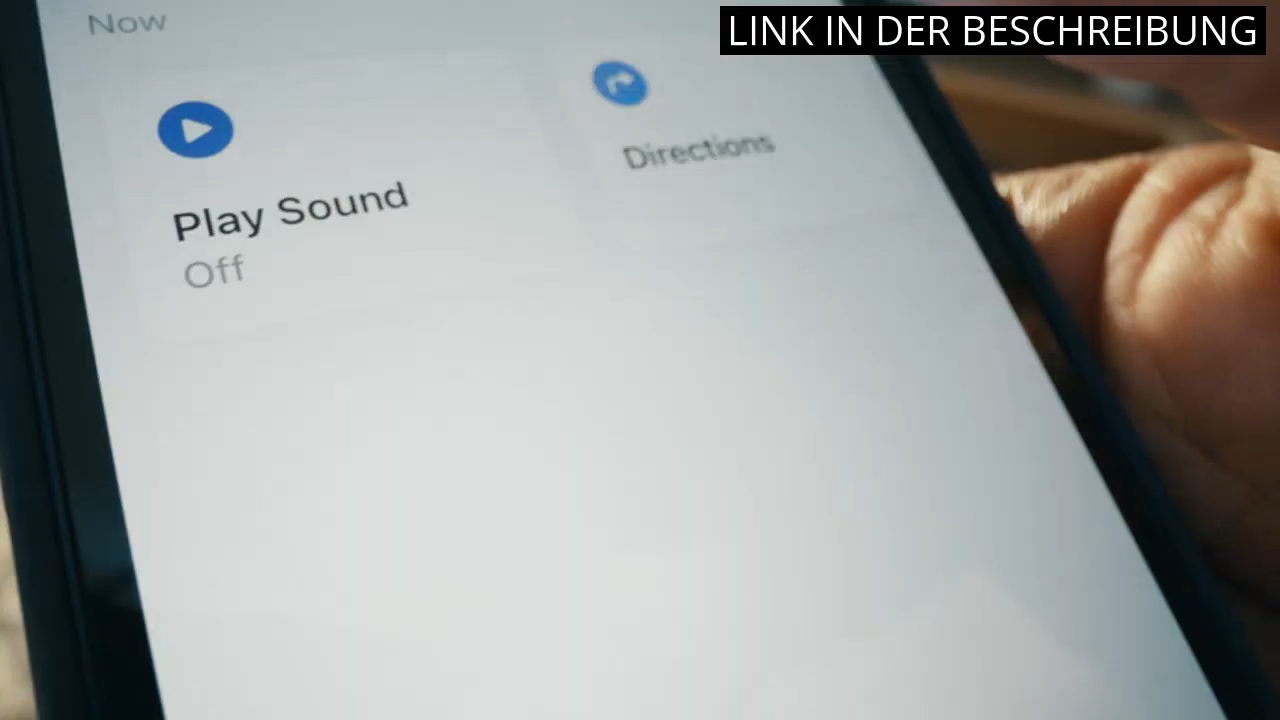 LINK IN DER BESCHREIBUNG
Now
Play Sound
Off
Directions